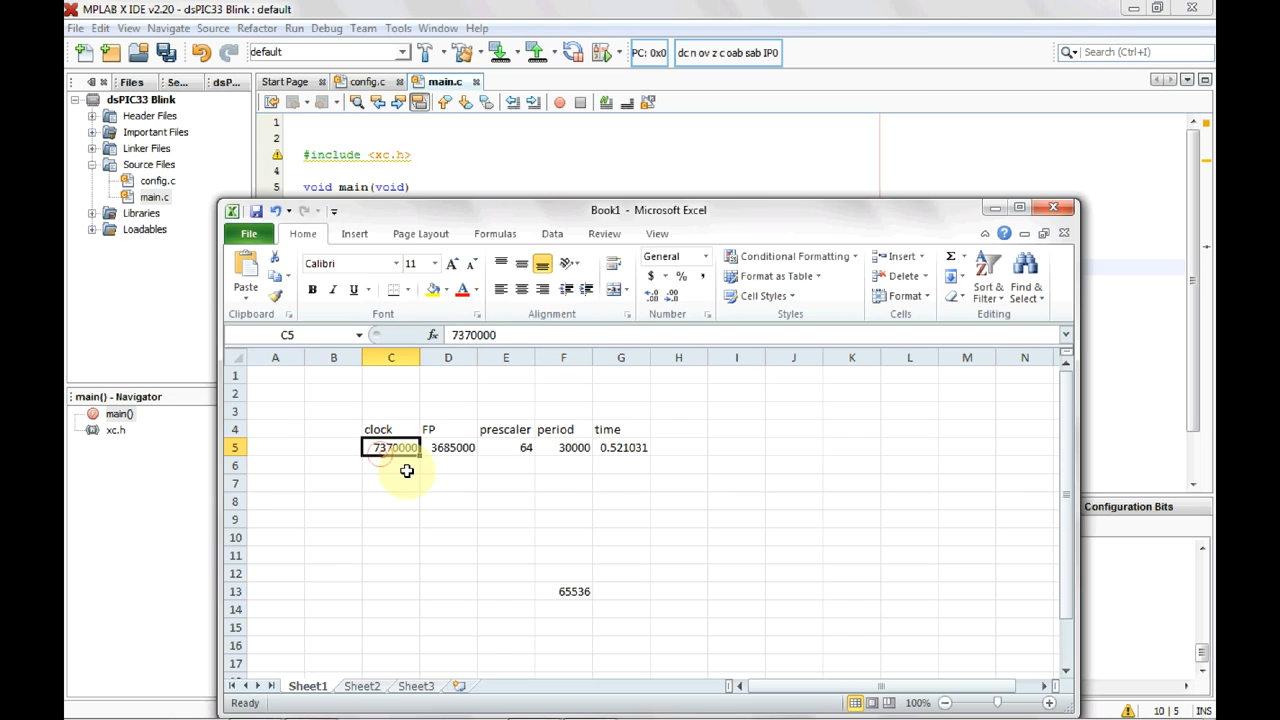 MPLAB X IDE v2.20 - dsPIC33 Blink : default
File Edit View Navigate Source Refactor Run Debug Team Tools Window Help
default PC: 0x0 dc n ov z c oab sab IP0 Search (Ctrl+I)
Files Se... dsP... Start Page config.c main.c
dsPIC33 Blink
Header Files
Important Files
Linker Files
Source Files
config.c
main.c
Libraries
Loadables
1
2
#include <xc.h>
4
5 void main(void)
main() - Navigator
main()
xc.h
Book1 - Microsoft Excel
File Home Insert Page Layout Formulas Data Review View
Paste Calibri 11 General Conditional Formatting Insert
B I U $ % , Format as Table Delete Sort & Filter Find & Select
Cell Styles Format
Clipboard Font Alignment Number Styles Cells Editing
C5 fx 7370000
A B C D E F G H I J K L M N
1
2
3
4 clock FP prescaler period time
5 7370000 3685000 64 30000 0.521031
6
7
8
9
10
11
12
13 65536
14
15
16
17
Sheet1 Sheet2 Sheet3
Ready 100%
Configuration Bits
10 | 5 INS